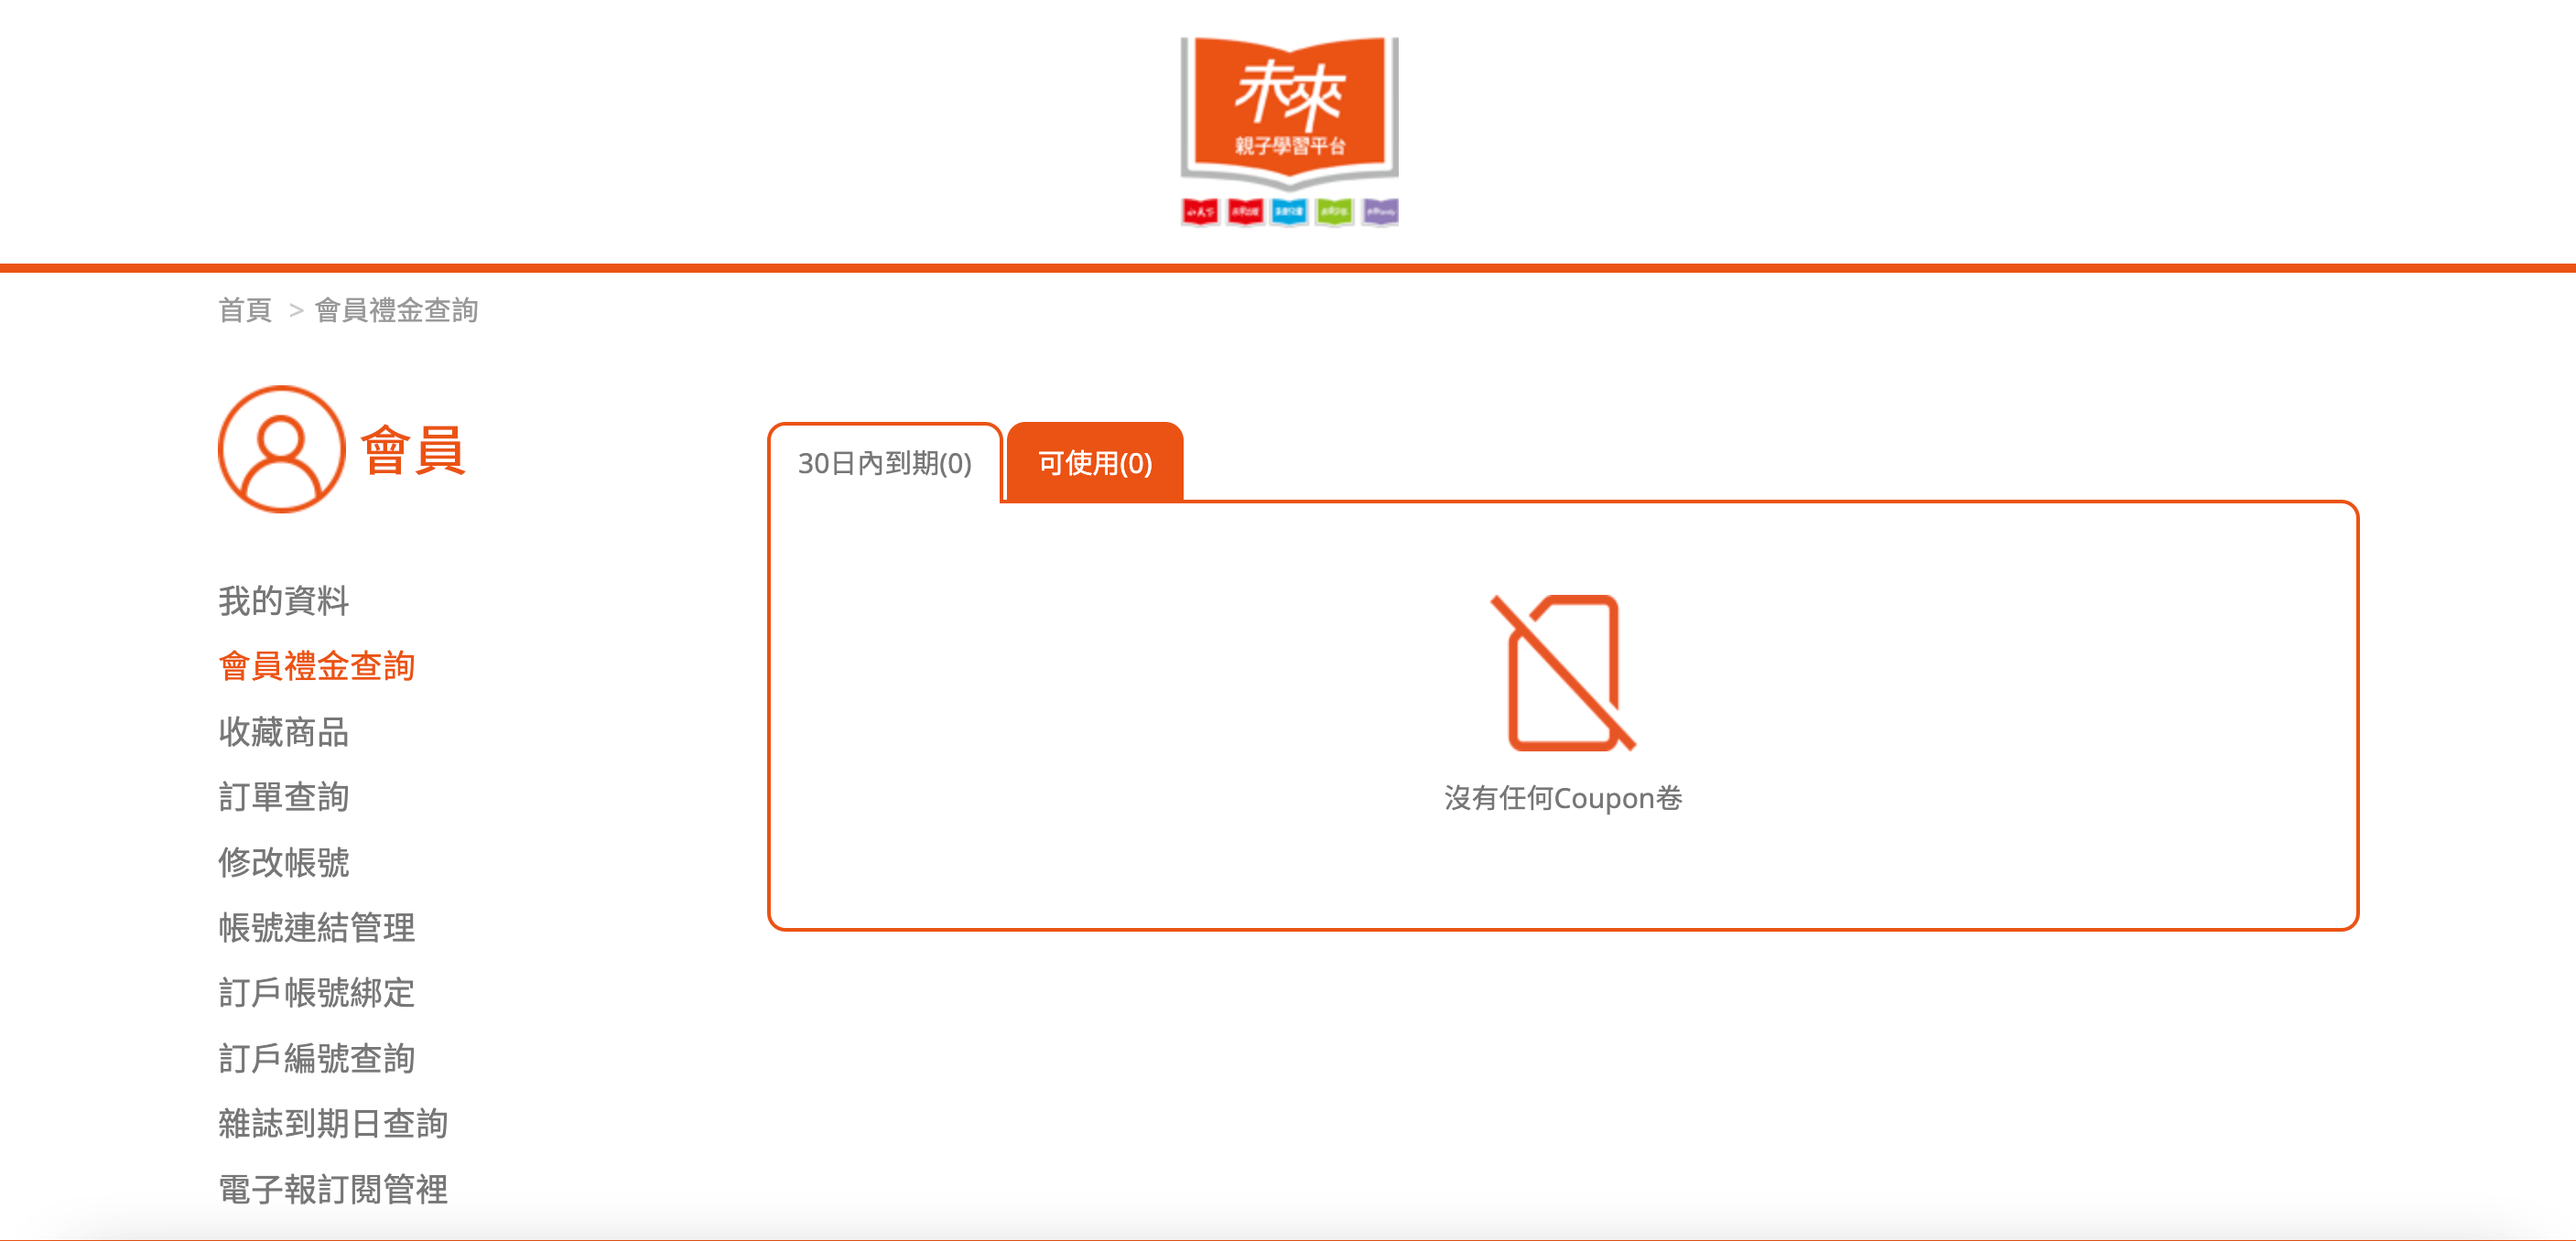 未來
親子學習平台
小天下
首頁 > 會員禮金查詢
會員
30日內到期(0)
可使用(0)
我的資料
會員禮金查詢
收藏商品
訂單查詢
修改帳號
帳號連結管理
訂戶帳號綁定
訂戶編號查詢
雜誌到期日查詢
電子報訂閱管裡
沒有任何Coupon卷